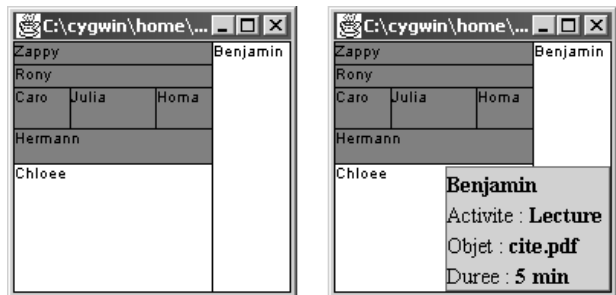 C:\cygwin\home\...
Zappy
Benjamin
Rony
Caro Julia Homa
Hermann
Chloee
C:\cygwin\home\...
Zappy
Benjamin
Rony
Caro Julia Homa
Hermann
Chloee
Benjamin
Activite : Lecture
Objet : cite.pdf
Duree : 5 min